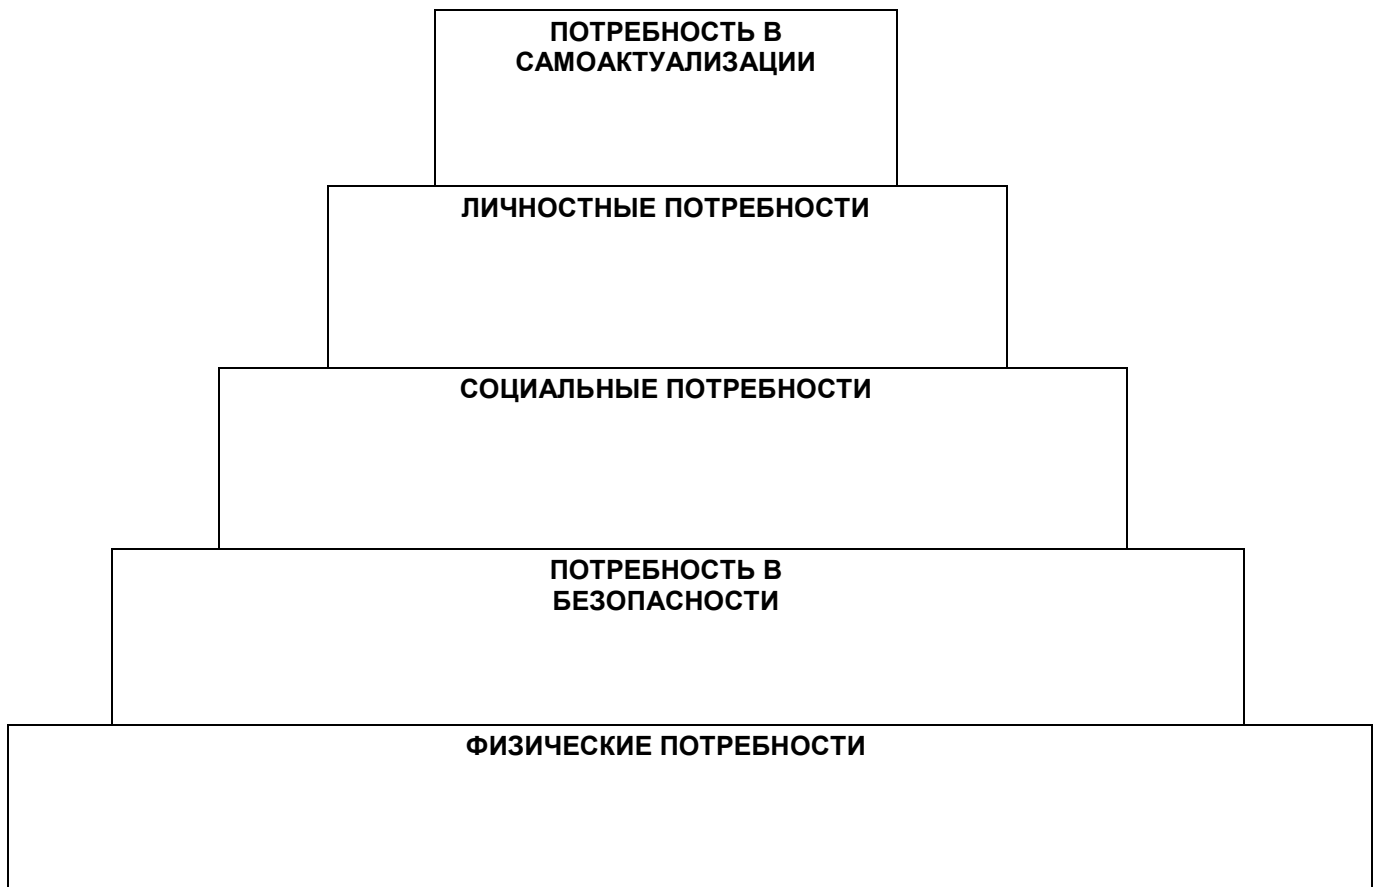 ПОТРЕБНОСТЬ В
САМОАКТУАЛИЗАЦИИ
ЛИЧНОСТНЫЕ ПОТРЕБНОСТИ
СОЦИАЛЬНЫЕ ПОТРЕБНОСТИ
ПОТРЕБНОСТЬ В
БЕЗОПАСНОСТИ
ФИЗИЧЕСКИЕ ПОТРЕБНОСТИ